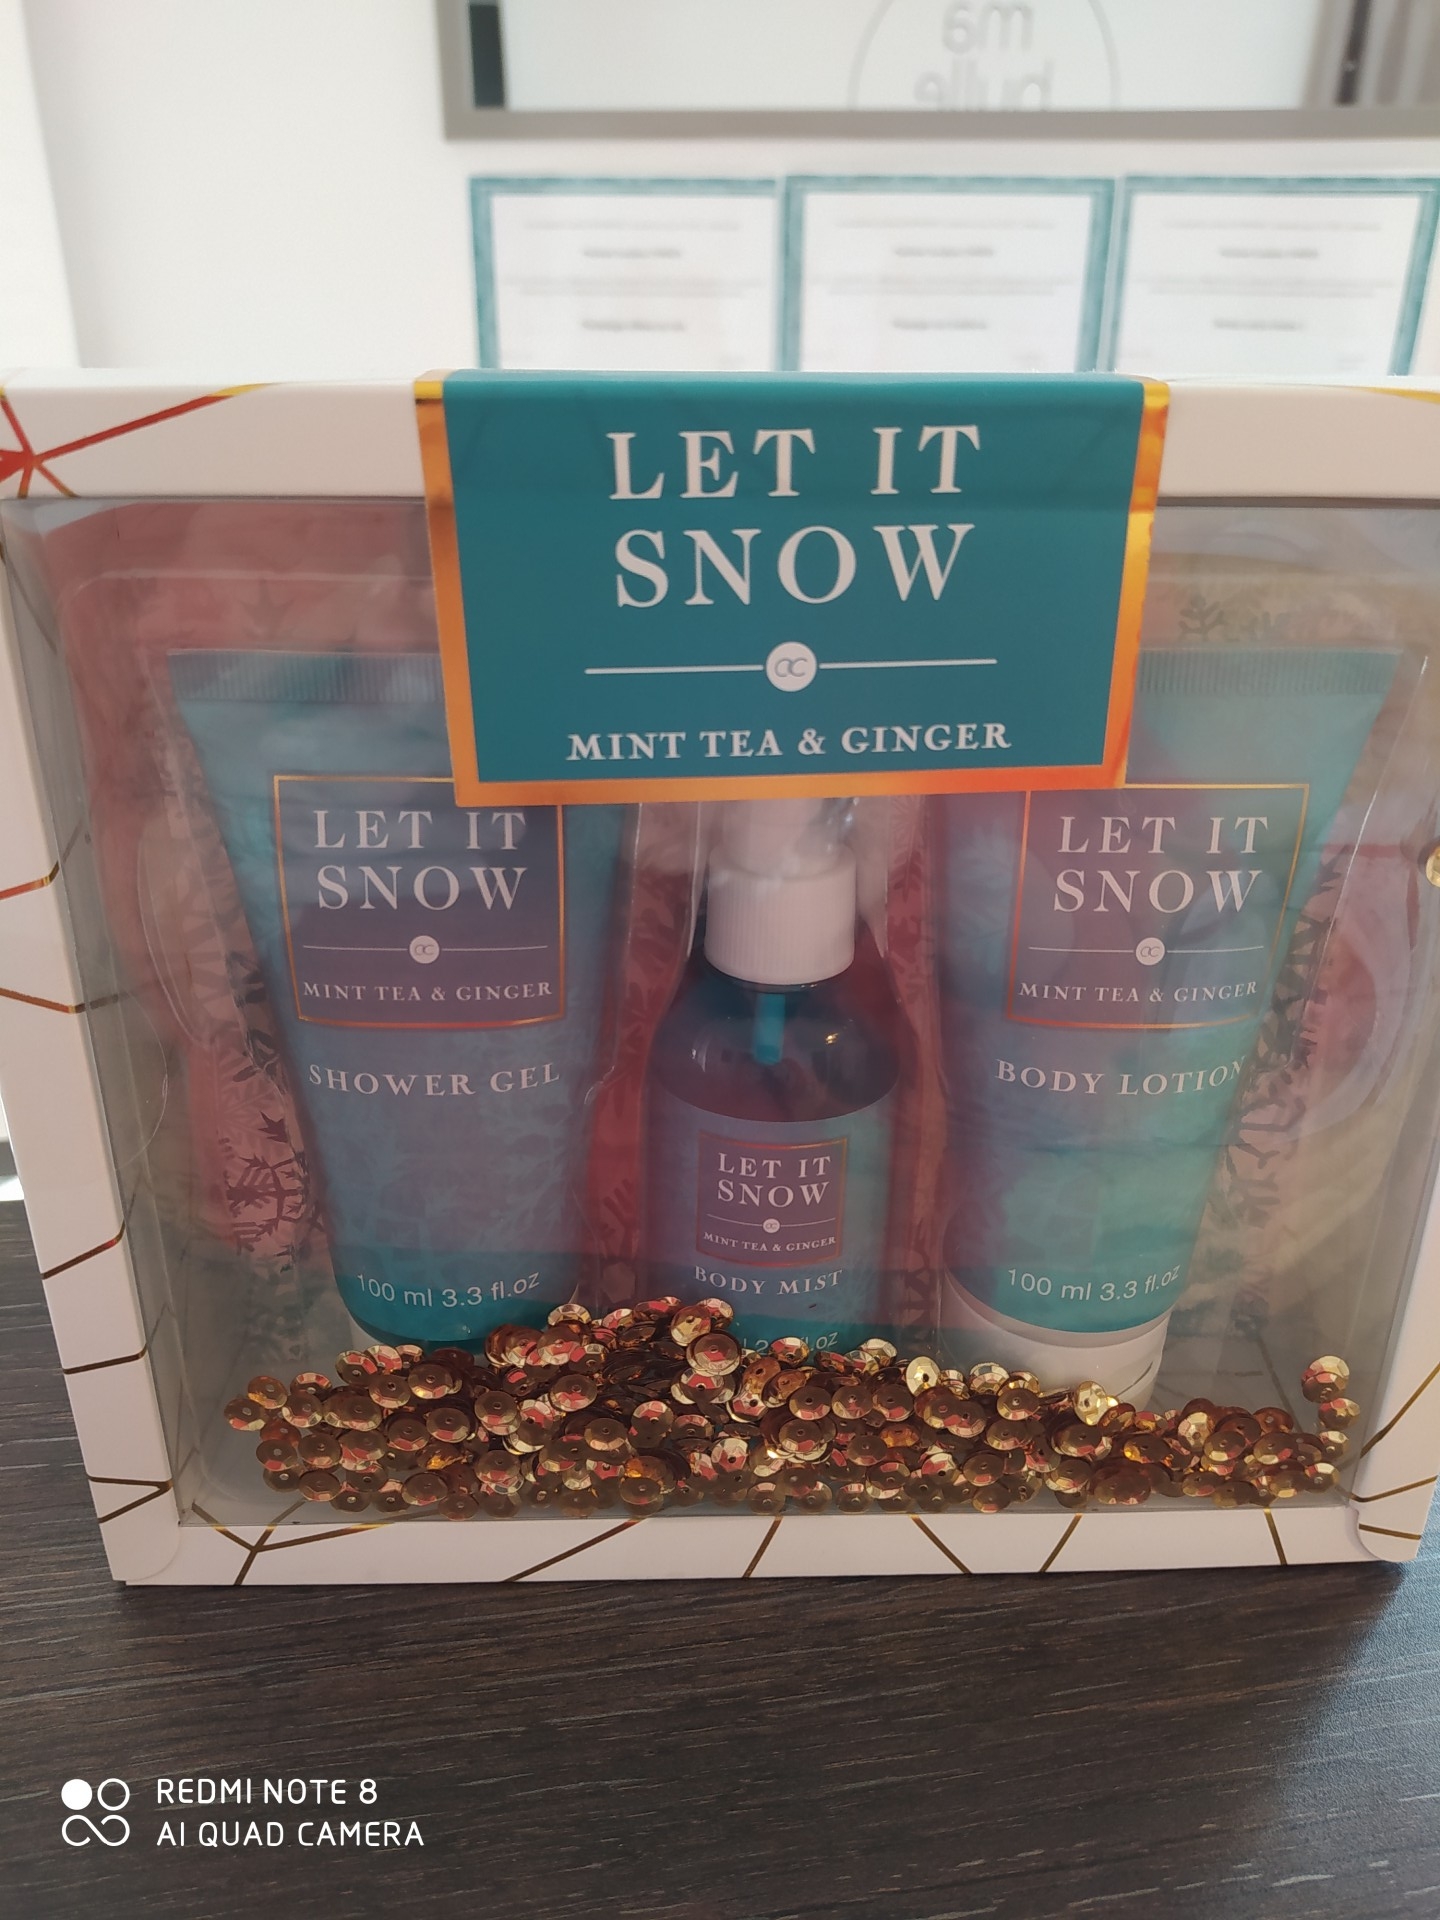 ma
bulle
LET IT
SNOW
MINT TEA & GINGER
LET IT
SNOW
MINT TEA & GINGER
SHOWER GEL
100 ml 3.3 fl.oz
LET IT
SNOW
MINT TEA & GINGER
BODY MIST
LET IT
SNOW
MINT TEA & GINGER
BODY LOTION
100 ml 3.3 fl.oz
REDMI NOTE 8
AI QUAD CAMERA